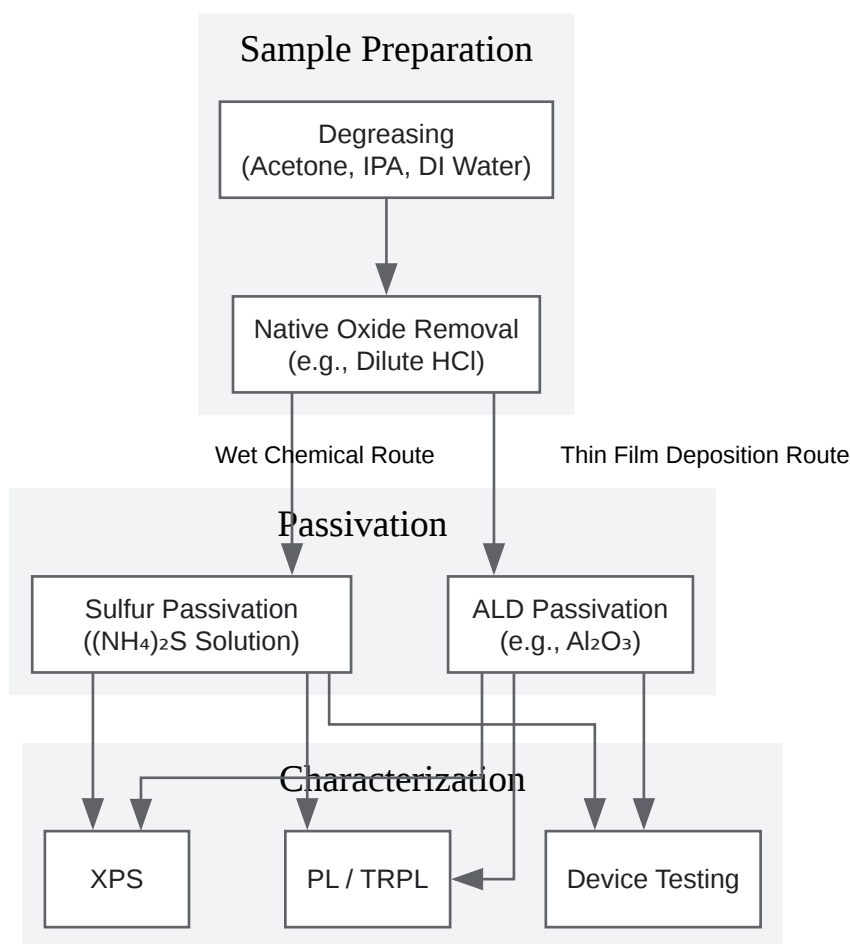 Sample Preparation
Degreasing
(Acetone, IPA, DI Water)
Native Oxide Removal
(e.g., Dilute HCl)
Wet Chemical Route
Thin Film Deposition Route
Passivation
Sulfur Passivation
((NH₄)₂S Solution)
ALD Passivation
(e.g., Al₂O₃)
Characterization
XPS
PL / TRPL
Device Testing